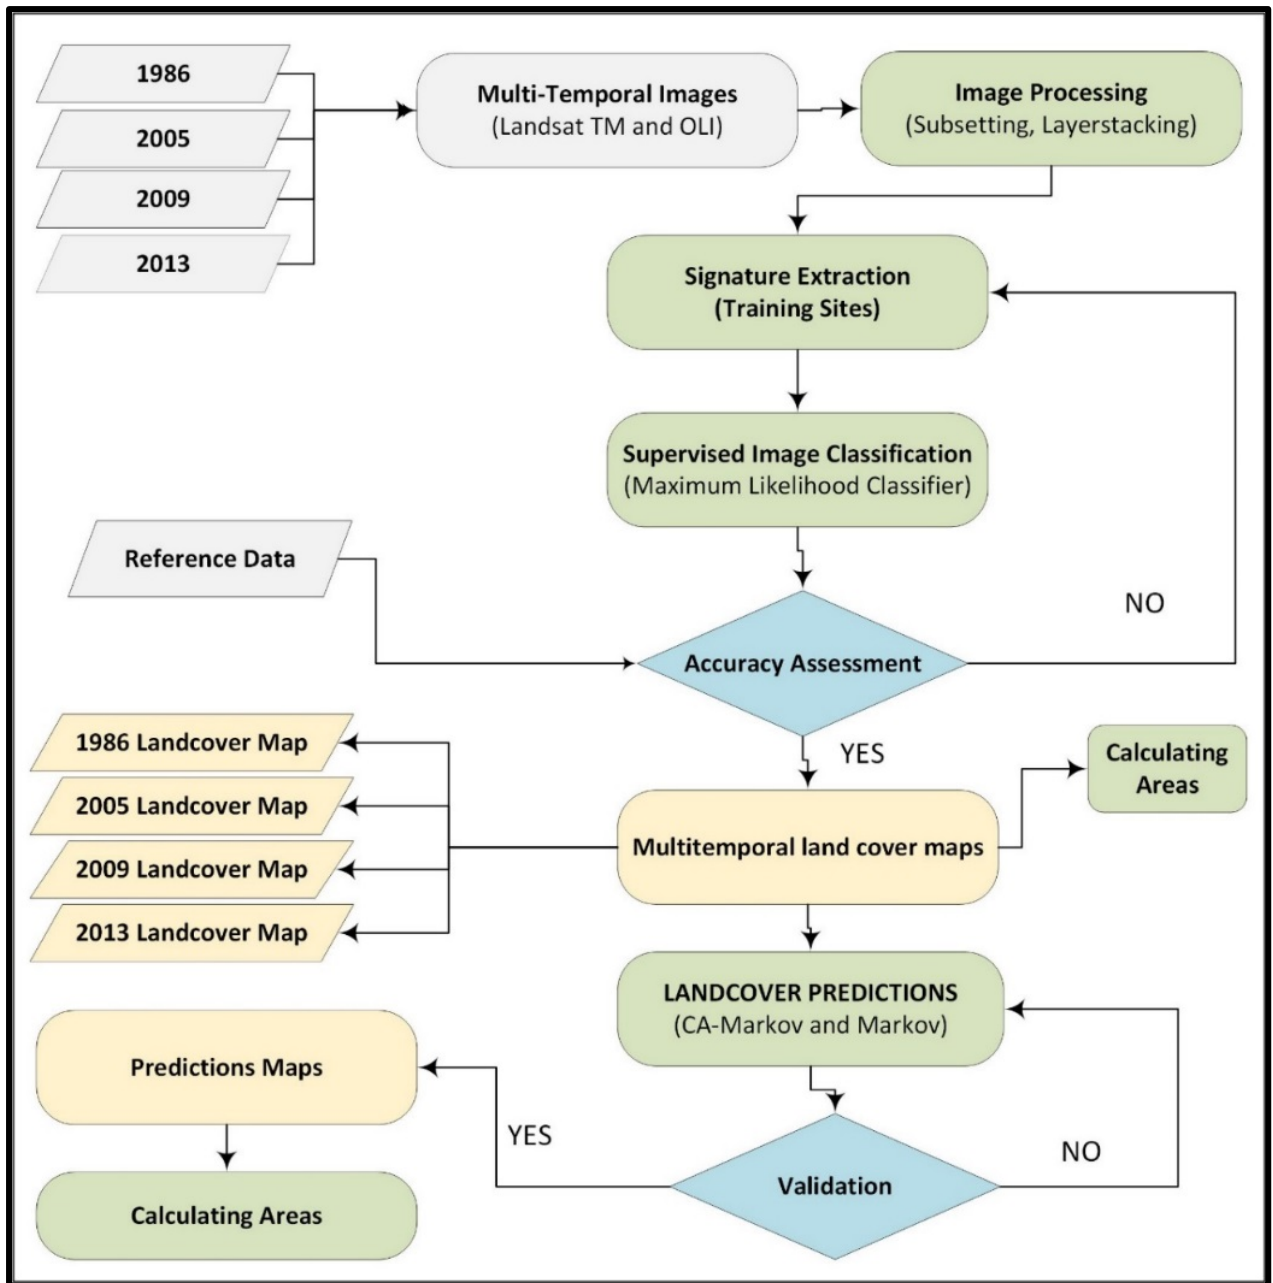 1986
2005
2009
2013
Multi-Temporal Images
(Landsat TM and OLI)
Image Processing
(Subsetting, Layerstacking)
Signature Extraction
(Training Sites)
Supervised Image Classification
(Maximum Likelihood Classifier)
Reference Data
Accuracy Assessment
NO
YES
1986 Landcover Map
2005 Landcover Map
2009 Landcover Map
2013 Landcover Map
Multitemporal land cover maps
Calculating
Areas
LANDCOVER PREDICTIONS
(CA-Markov and Markov)
Validation
NO
YES
Predictions Maps
Calculating Areas